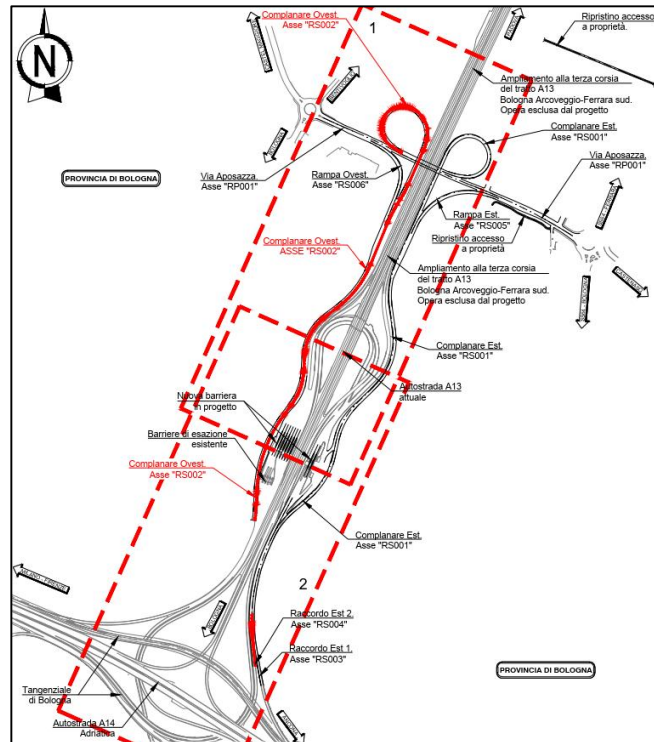 Complanare Ovest.
Asse "RS002"
1
Ripristino accesso
a proprietà.
N
Ampliamento alla terza corsia
del tratto A13
Bologna Arcoveggio-Ferrara sud.
Opera esclusa dal progetto
Complanare Est.
Asse "RS001"
Via Aposazza.
Asse "RP001"
Via Aposazza.
Asse "RP001"
Rampa Ovest.
Asse "RS006"
PROVINCIA DI BOLOGNA
Rampa Est.
Asse "RS005"
Ripristino accesso
a proprietà
Complanare Ovest.
ASSE "RS002"
Ampliamento alla terza corsia
del tratto A13
Bologna Arcoveggio-Ferrara sud.
Opera esclusa dal progetto
Complanare Est.
Asse "RS001"
Autostrada A13
attuale
Nuova barriera
in progetto
Barriere di esazione
esistente
Complanare Ovest.
Asse "RS002"
Complanare Est.
Asse "RS001"
2
Raccordo Est 2.
Asse "RS004"
Raccordo Est 1.
Asse "RS003"
PROVINCIA DI BOLOGNA
Tangenziale
di Bologna
Autostrada A14
Adriatica